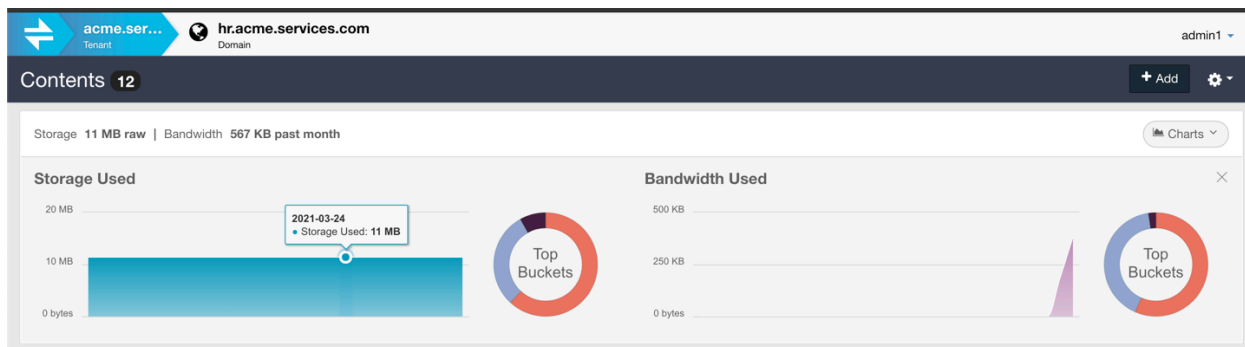 acme.ser...
Tenant
hr.acme.services.com
Domain
admin1
Contents 12
+ Add
Storage 11 MB raw | Bandwidth 567 KB past month
Charts
Storage Used
20 MB
10 MB
0 bytes
2021-03-24
• Storage Used: 11 MB
Top
Buckets
Bandwidth Used
500 KB
250 KB
0 bytes
Top
Buckets